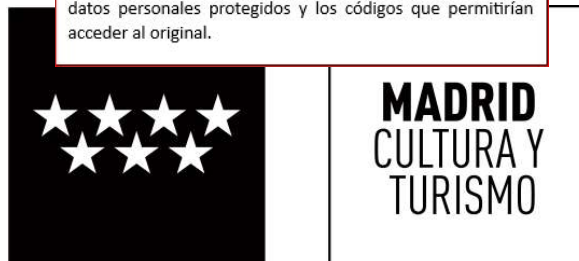 datos personales protegidos y los códigos que permitirían
acceder al original.
MADRID
CULTURA Y
TURISMO